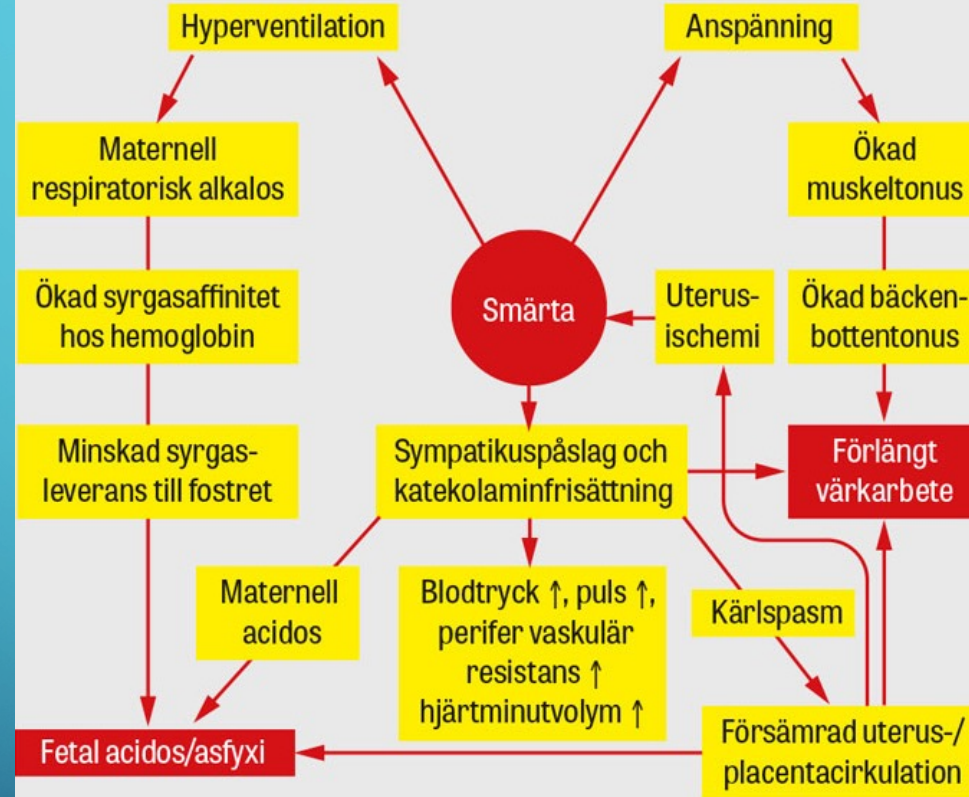 Hyperventilation
Anspänning
Maternell
respiratorisk alkalos
Ökad
muskeltonus
Ökad syrgasaffinitet
hos hemoglobin
Smärta
Uterus-
ischemi
Ökad bäcken-
bottentonus
Minskad syrgas-
leverans till fostret
Sympatikuspåslag och
katekolaminfrisättning
Förlängt
värkarbete
Maternell
acidos
Blodtryck ↑, puls ↑,
perifer vaskulär
resistans ↑
hjärtminutvolym ↑
Kärlspasm
Fetal acidos/asfyxi
Försämrad uterus-/
placentacirkulation